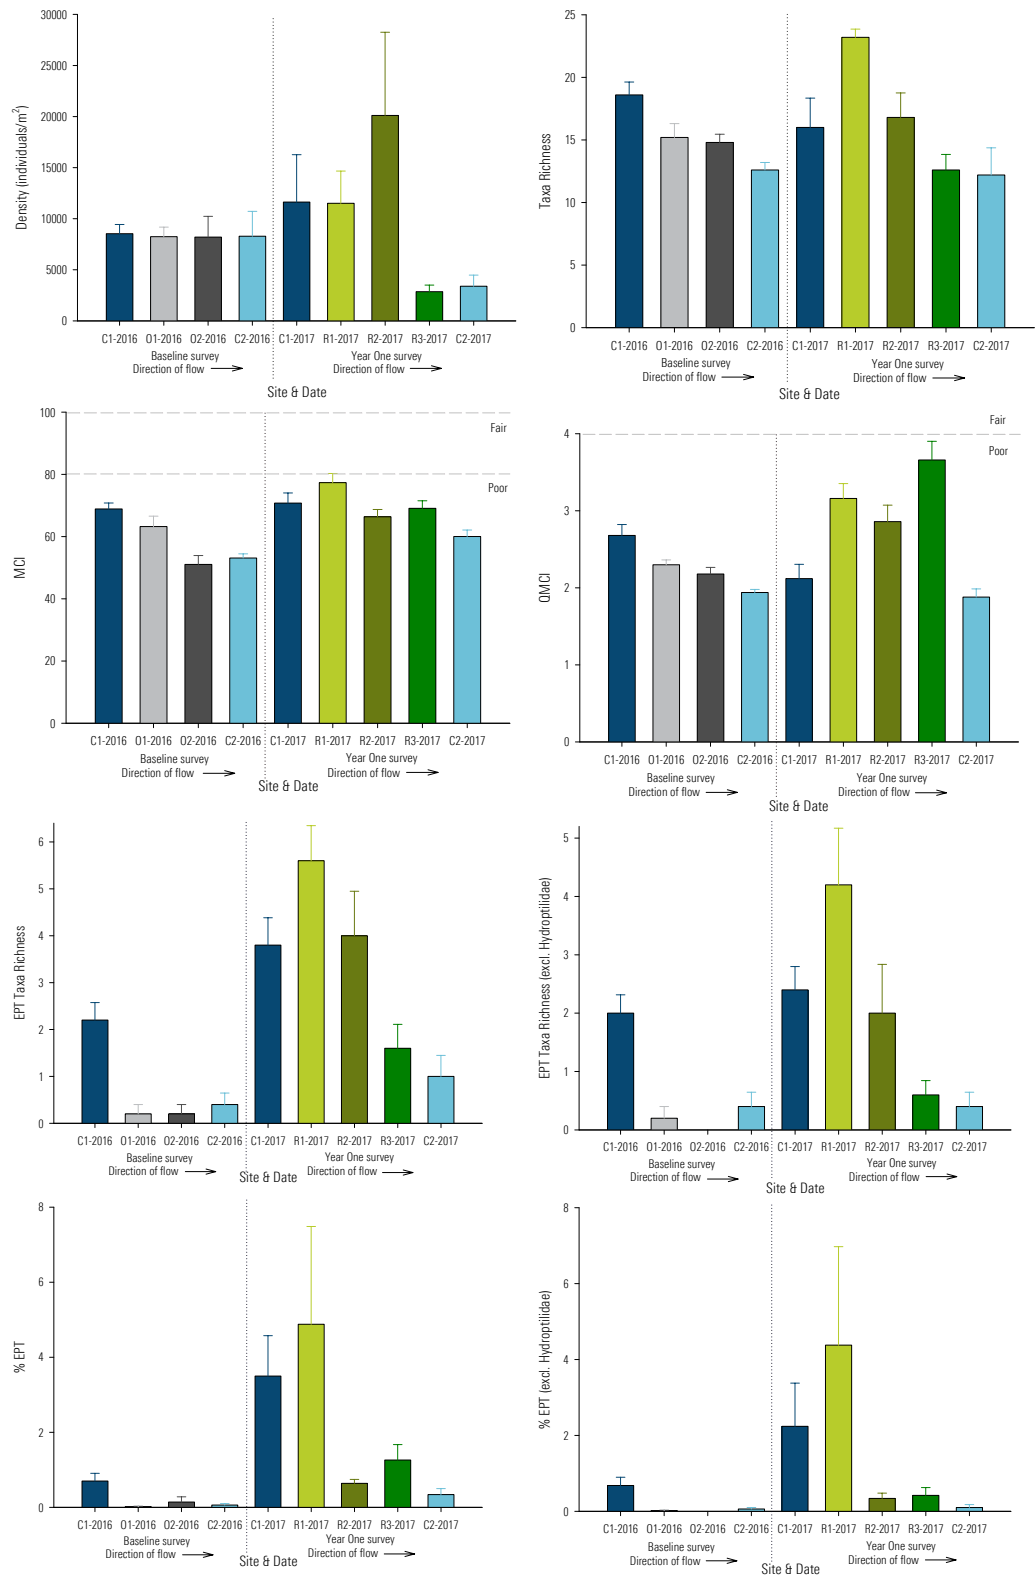 Density (individuals/m²)
30000
25000
20000
15000
10000
5000
0
C1-2016 O1-2016 O2-2016 C2-2016 C1-2017 R1-2017 R2-2017 R3-2017 C2-2017
Baseline survey Year One survey
Direction of flow Direction of flow
Site & Date
Taxa Richness
25
20
15
10
5
0
C1-2016 O1-2016 O2-2016 C2-2016 C1-2017 R1-2017 R2-2017 R3-2017 C2-2017
Baseline survey Year One survey
Direction of flow Direction of flow
Site & Date
MCI
100
80
60
40
20
0
Fair
Poor
C1-2016 O1-2016 O2-2016 C2-2016 C1-2017 R1-2017 R2-2017 R3-2017 C2-2017
Baseline survey Year One survey
Direction of flow Direction of flow
Site & Date
QMCI
4
3
2
1
0
Fair
Poor
C1-2016 O1-2016 O2-2016 C2-2016 C1-2017 R1-2017 R2-2017 R3-2017 C2-2017
Baseline survey Year One survey
Direction of flow Direction of flow
Site & Date
EPT Taxa Richness
6
5
4
3
2
1
0
C1-2016 O1-2016 O2-2016 C2-2016 C1-2017 R1-2017 R2-2017 R3-2017 C2-2017
Baseline survey Year One survey
Direction of flow Direction of flow
Site & Date
EPT Taxa Richness (excl. Hydroptilidae)
5
4
3
2
1
0
C1-2016 O1-2016 O2-2016 C2-2016 C1-2017 R1-2017 R2-2017 R3-2017 C2-2017
Baseline survey Year One survey
Direction of flow Direction of flow
Site & Date
% EPT
8
6
4
2
0
C1-2016 O1-2016 O2-2016 C2-2016 C1-2017 R1-2017 R2-2017 R3-2017 C2-2017
Baseline survey Year One survey
Direction of flow Direction of flow
Site & Date
% EPT (excl. Hydroptilidae)
8
6
4
2
0
C1-2016 O1-2016 O2-2016 C2-2016 C1-2017 R1-2017 R2-2017 R3-2017 C2-2017
Baseline survey Year One survey
Direction of flow Direction of flow
Site & Date